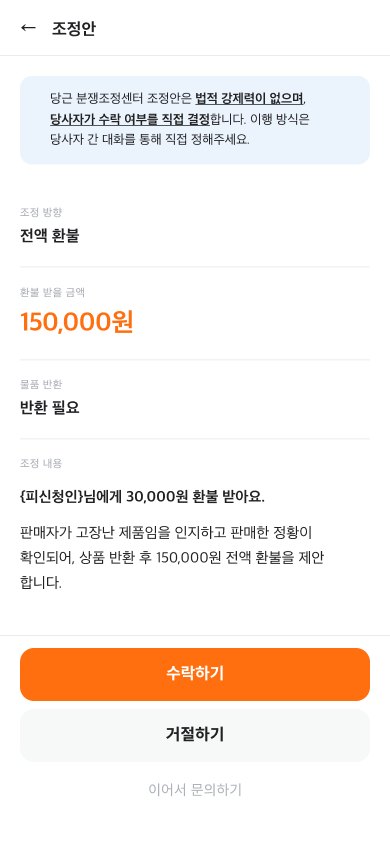 ← 조정안
당근 분쟁조정센터 조정안은 법적 강제력이 없으며,
당사자가 수락 여부를 직접 결정합니다. 이행 방식은
당사자 간 대화를 통해 직접 정해주세요.
조정 방향
전액 환불
환불 받을 금액
150,000원
물품 반환
반환 필요
조정 내용
{피신청인}님에게 30,000원 환불 받아요.
판매자가 고장난 제품임을 인지하고 판매한 정황이
확인되어, 상품 반환 후 150,000원 전액 환불을 제안
합니다.
수락하기
거절하기
이어서 문의하기